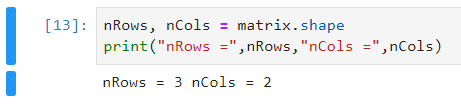 [13]: nRows, nCols = matrix.shape
print("nRows =",nRows,"nCols =",nCols)
nRows = 3 nCols = 2